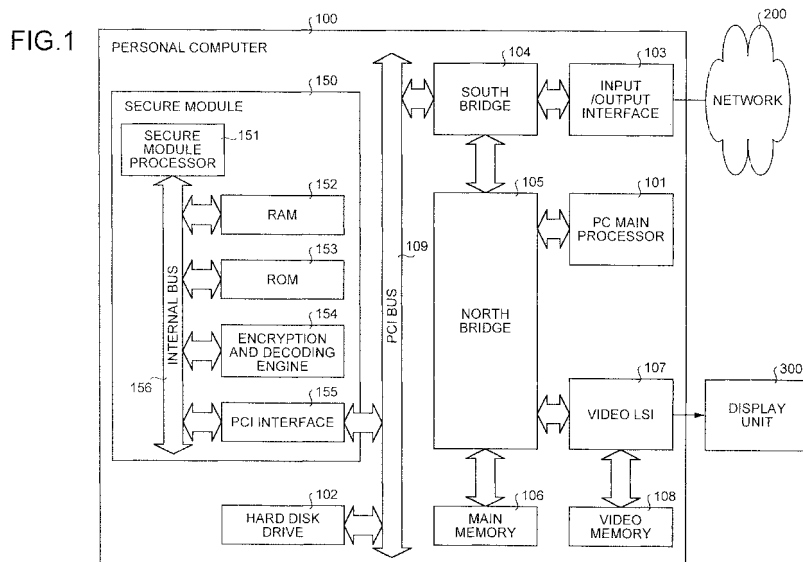 FIG.1
100
PERSONAL COMPUTER
150
SECURE MODULE
SECURE
MODULE
PROCESSOR
151
152
RAM
153
ROM
154
ENCRYPTION
AND DECODING
ENGINE
155
PCI INTERFACE
INTERNAL BUS
156
102
HARD DISK
DRIVE
PCI BUS
109
104
SOUTH
BRIDGE
103
INPUT
/OUTPUT
INTERFACE
200
NETWORK
105
NORTH
BRIDGE
101
PC MAIN
PROCESSOR
107
VIDEO LSI
300
DISPLAY
UNIT
106
MAIN
MEMORY
108
VIDEO
MEMORY